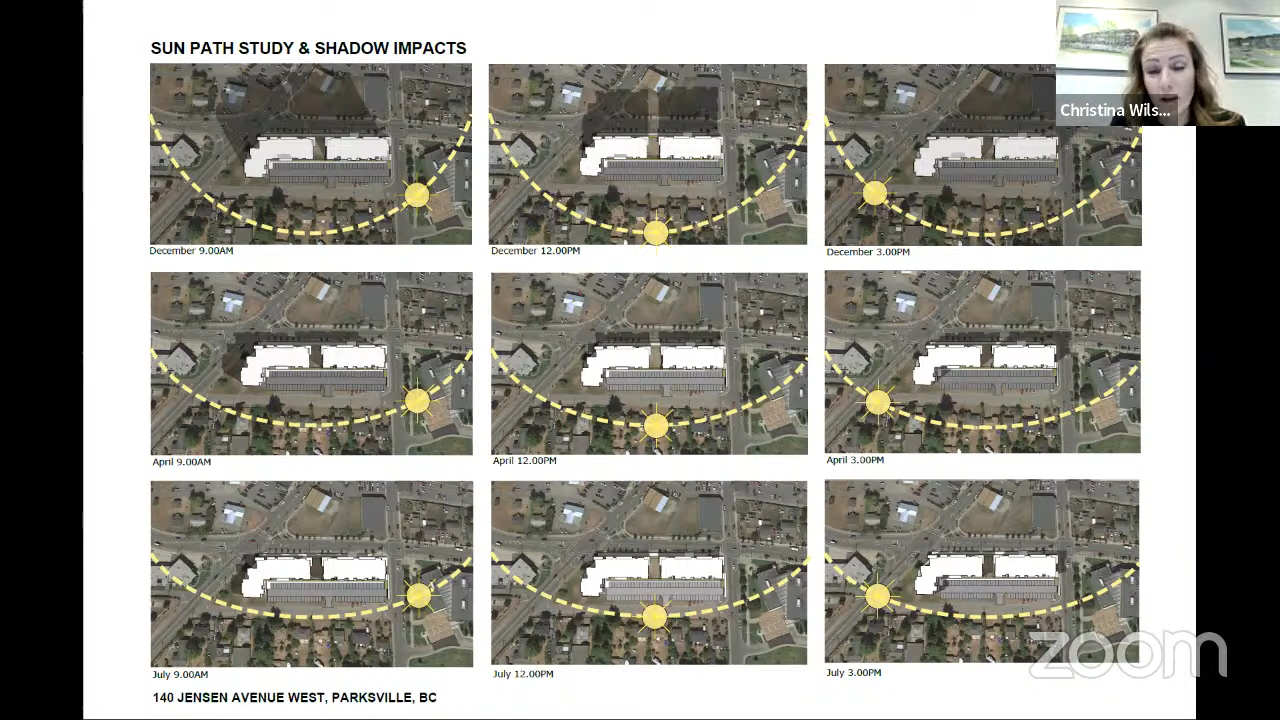 SUN PATH STUDY & SHADOW IMPACTS
Christina Wils...
December 9.00AM
December 12.00PM
December 3.00PM
April 9.00AM
April 12.00PM
April 3.00PM
July 9.00AM
July 12.00PM
July 3.00PM
zoom
140 JENSEN AVENUE WEST, PARKSVILLE, BC